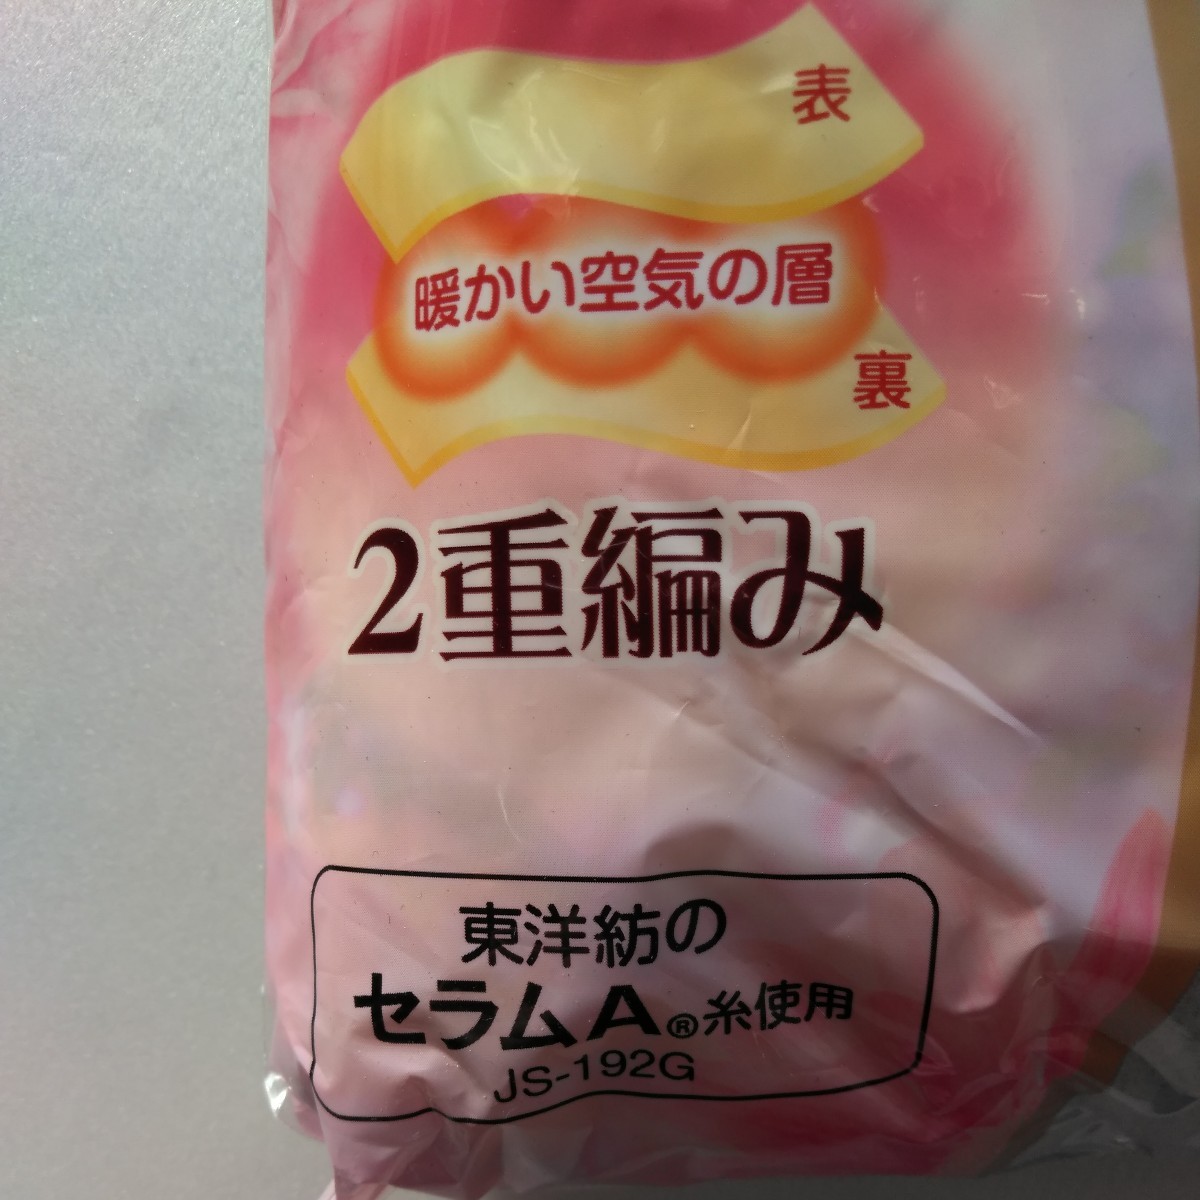 表
暖かい空気の層
裏
2重編み
東洋紡の
セラムA®糸使用
JS-192G